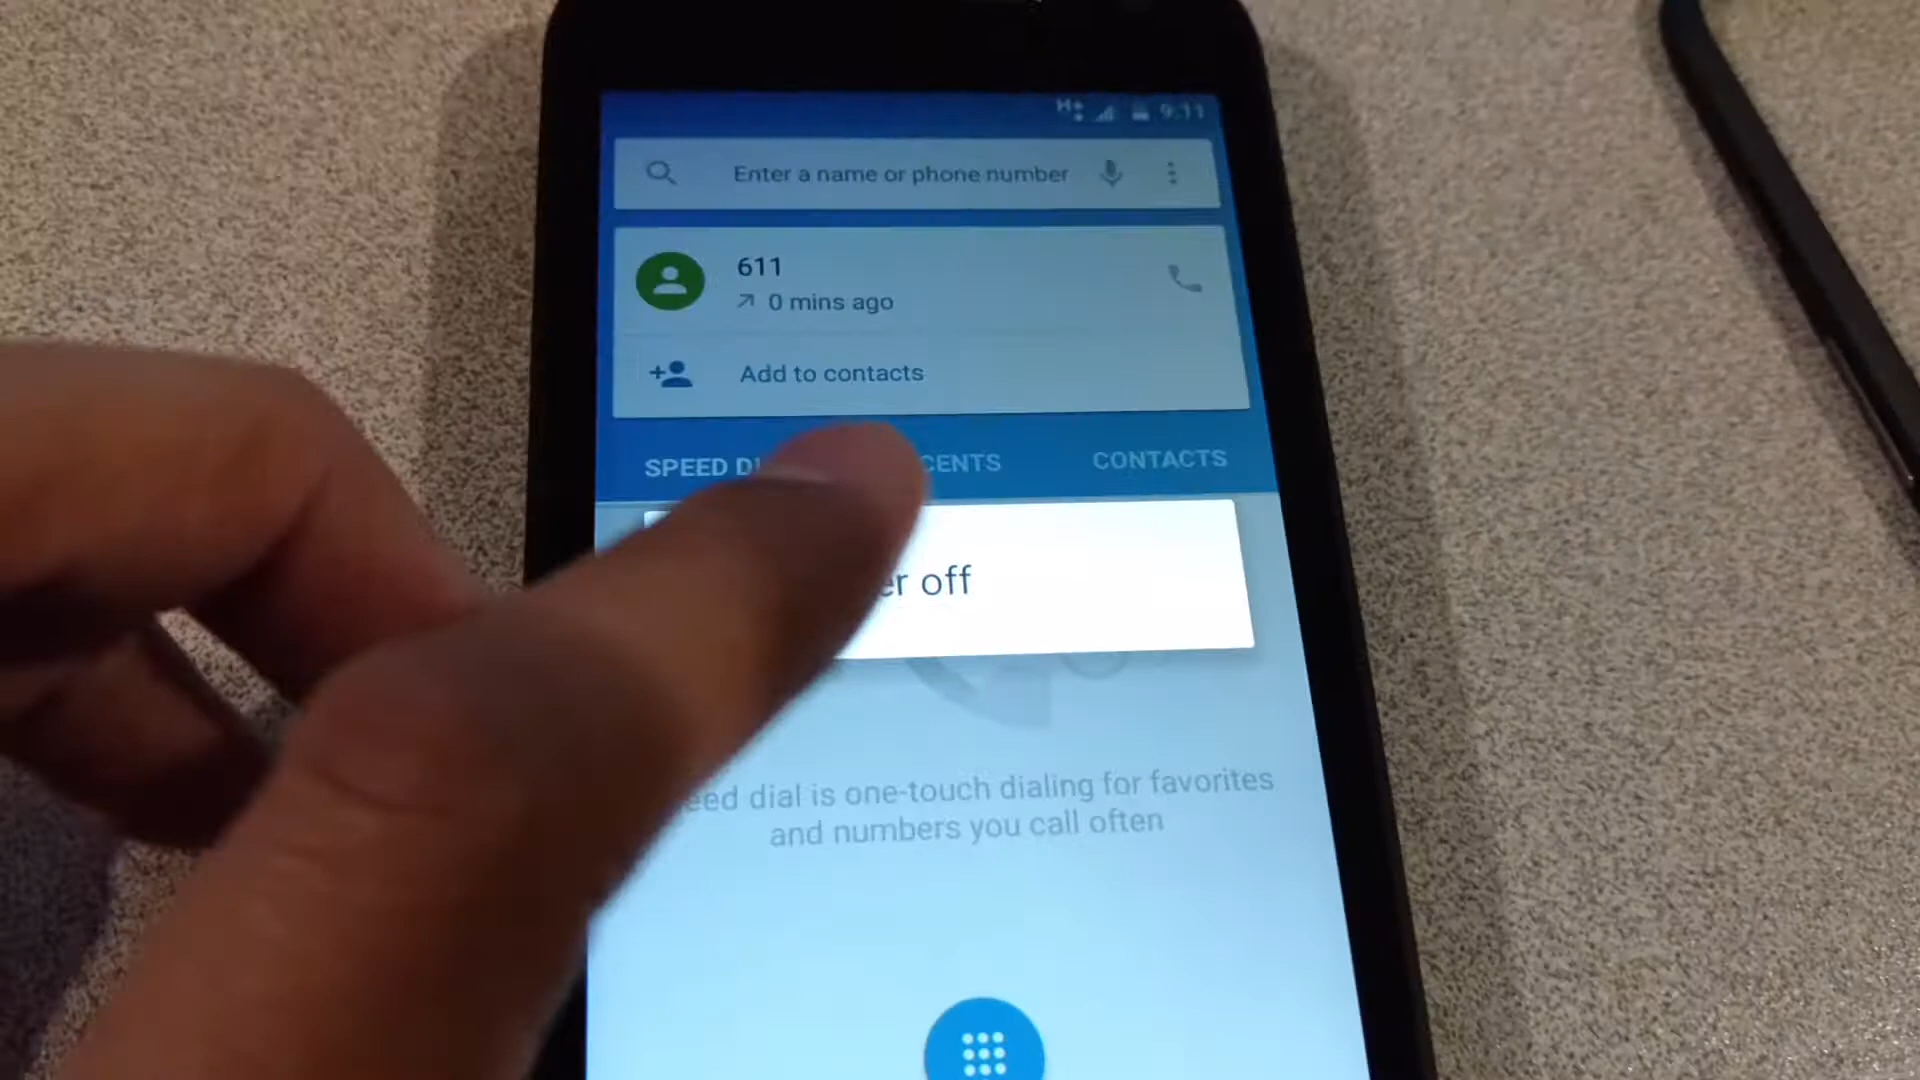 H+ 9:11
Enter a name or phone number
611
0 mins ago
Add to contacts
SPEED DI CENTS CONTACTS
er off
eed dial is one-touch dialing for favorites
and numbers you call often